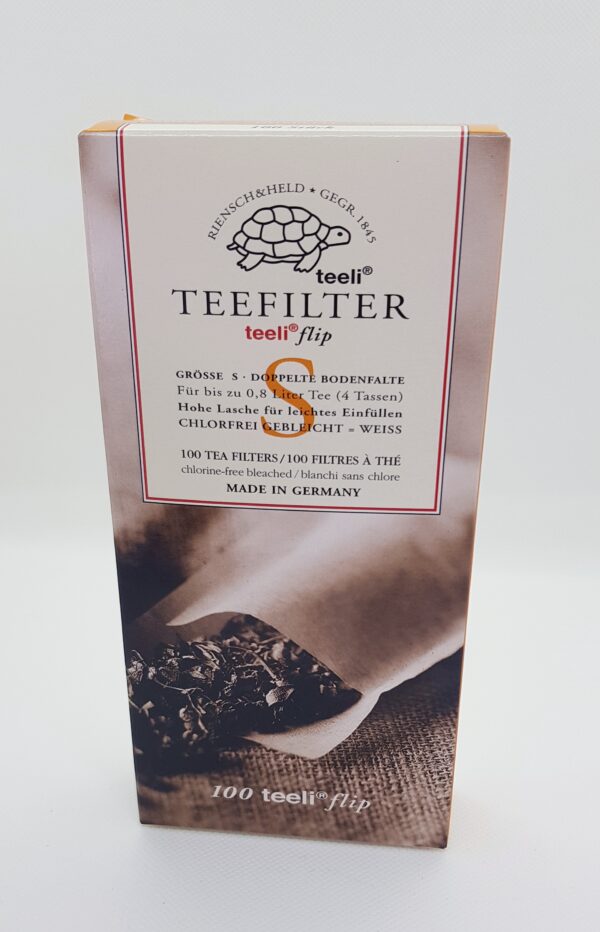 100 Stück
RIENSCH&HELD ★ GEGR. 1845
teeli®
TEEFILTER
teeli® flip
S
GRÖSSE S · DOPPELTE BODENFALTE
Für bis zu 0,8 Liter Tee (4 Tassen)
Hohe Lasche für leichtes Einfüllen
CHLORFREI GEBLEICHT = WEISS
100 TEA FILTERS/100 FILTRES À THÉ
chlorine-free bleached/blanchi sans chlore
MADE IN GERMANY
100 teeli® flip